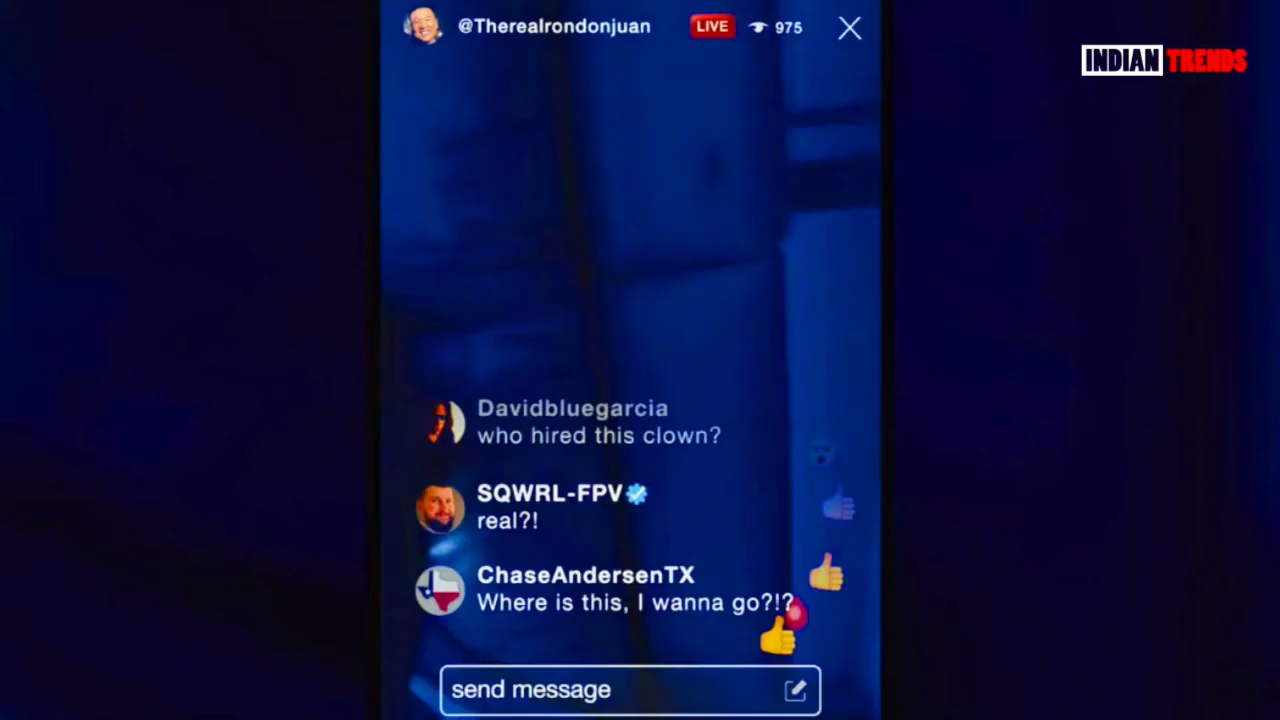 @Therealrondonjuan LIVE 975
INDIAN TRENDS
Davidbluegarcia
who hired this clown?
SQWRL-FPV
real?!
ChaseAndersenTX
Where is this, I wanna go?!?
send message